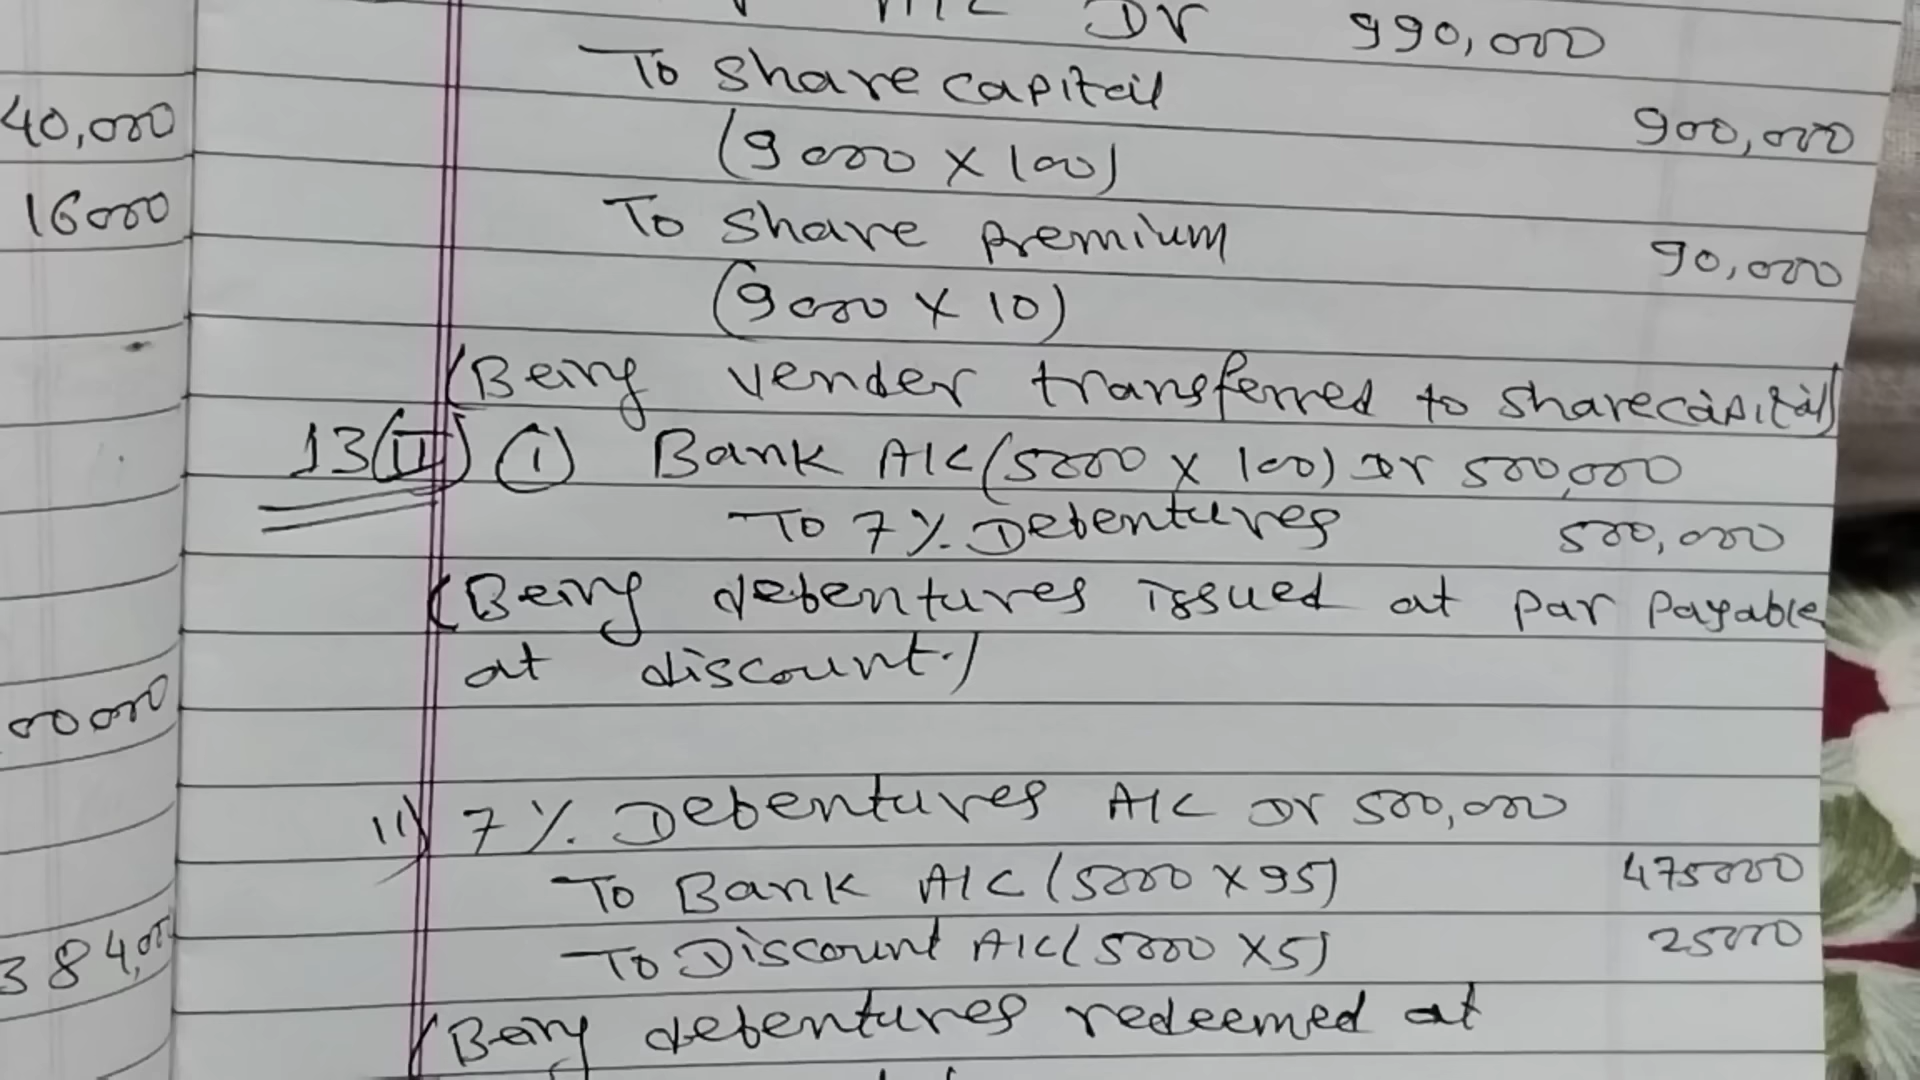 A/C Dr 990,000
To share capital
900,000
(9000 X 100)
To share premium
90,000
(9000 X 10)
(Being vender transferred to sharecapital)
13(II) (i) Bank A/C (5000 X 100) Dr 500,000
To 7% Debentures 500,000
(Being debentures issued at par payable
at discount.)
ii) 7% Debentures A/C Dr 500,000
To Bank A/C (5000 X 95) 475000
To Discount A/C (5000 X 5) 25000
(Being debentures redeemed at
40,000
16000
00000
384,000